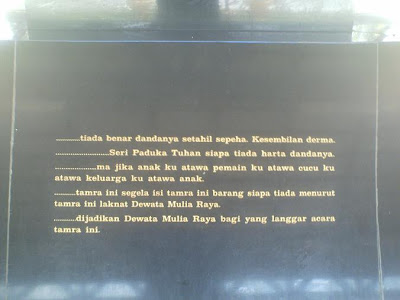 ...........tiada benar dandanya setahil sepeha. Kesembilan derma.
........................Seri Paduka Tuhan siapa tiada harta dandanya.
...................ma jika anak ku atawa pemain ku atawa cucu ku
atawa keluarga ku atawa anak.
.........tamra ini segela isi tamra ini barang siapa tiada menurut
tamra ini laknat Dewata Mulia Raya.
.........dijadikan Dewata Mulia Raya bagi yang langgar acara
tamra ini.